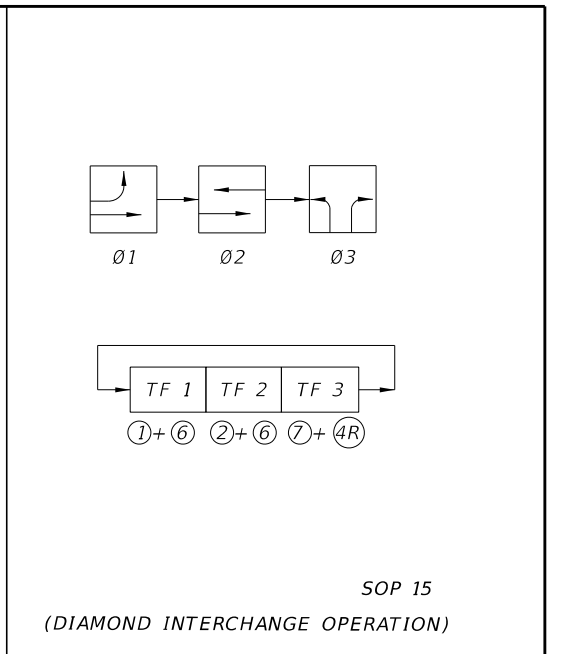 Ø1 Ø2 Ø3
TF 1 TF 2 TF 3
1+6 2+6 7+4R
SOP 15
(DIAMOND INTERCHANGE OPERATION)